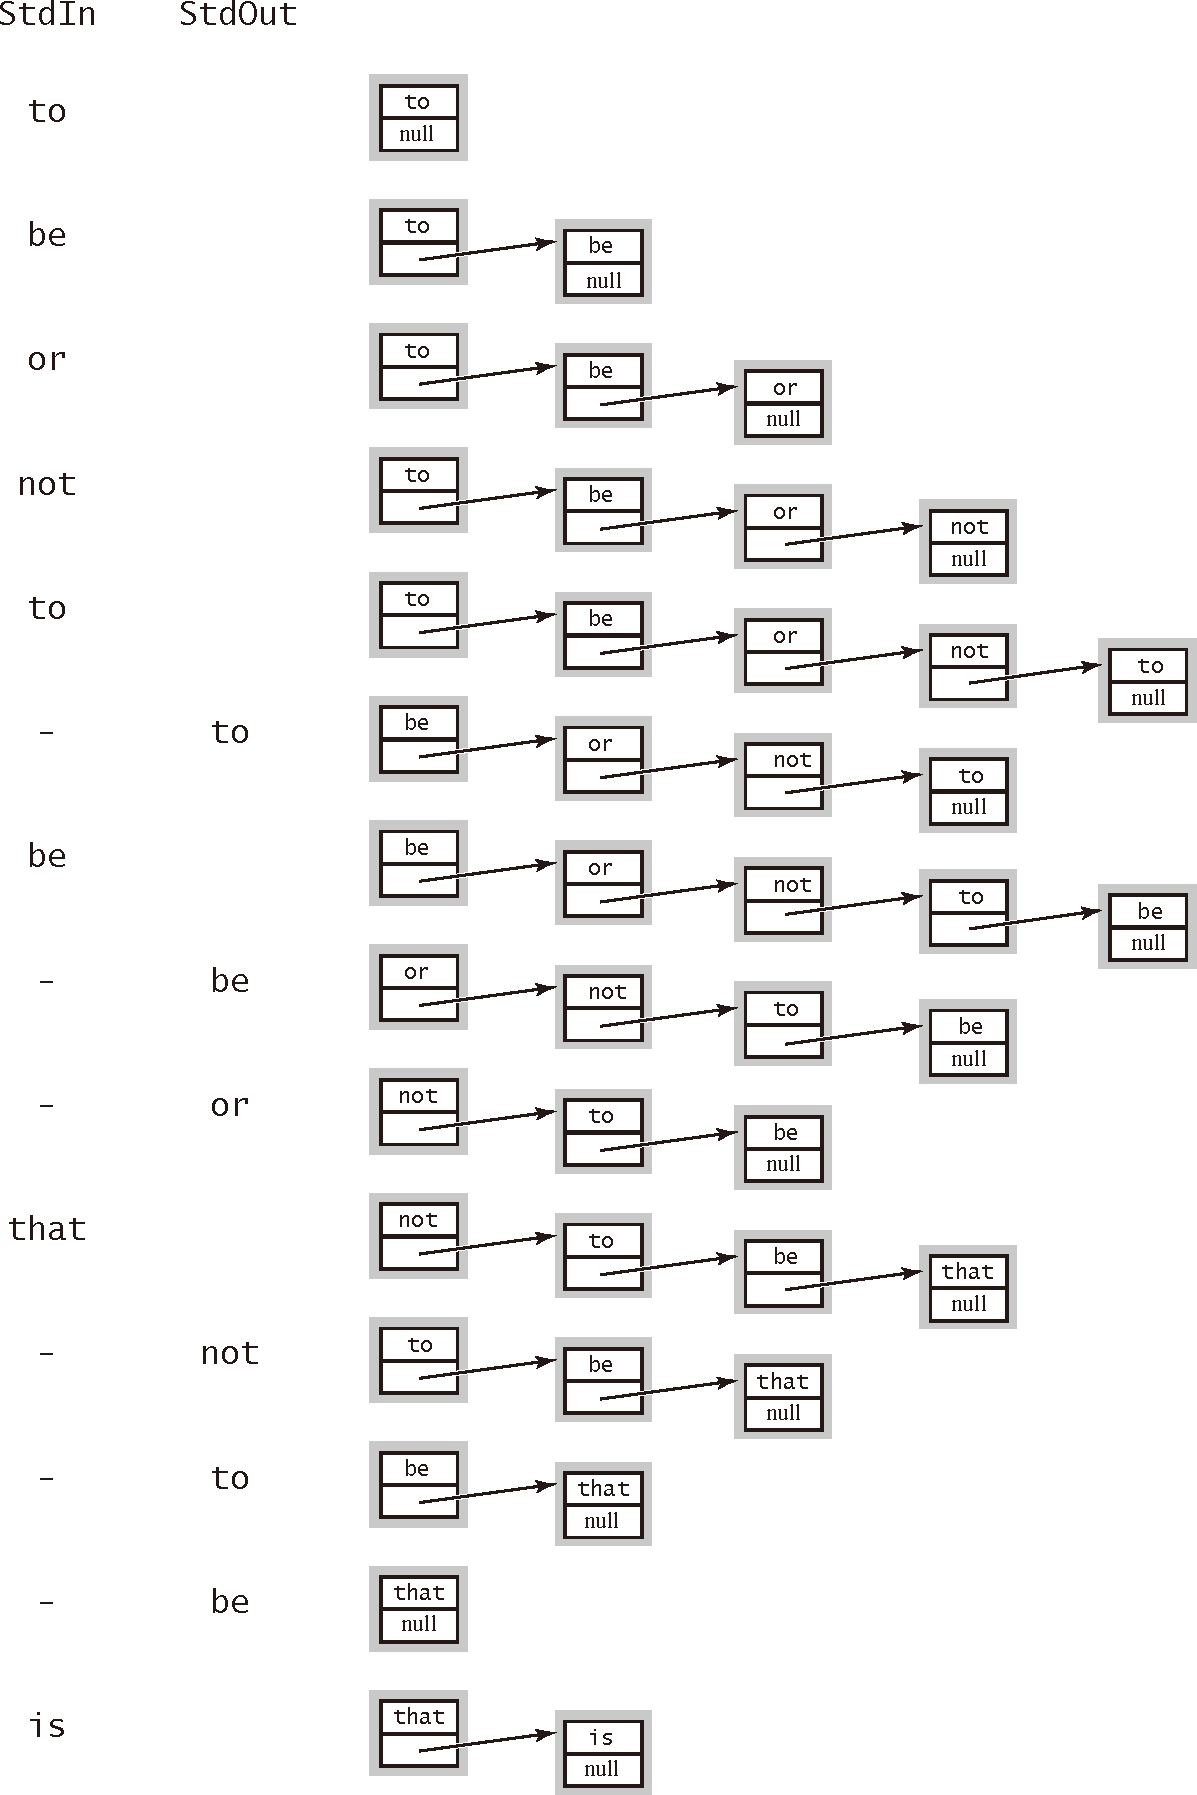 StdIn StdOut
to to
null
be to be
null
or to be or
null
not to be or not
null
to to be or not to
null
- to be or not to
null
be be or not to be
null
- be or not to be
null
- or not to be
null
that not to be that
null
- not to be that
null
- to be that
null
- be that
null
is that is
null